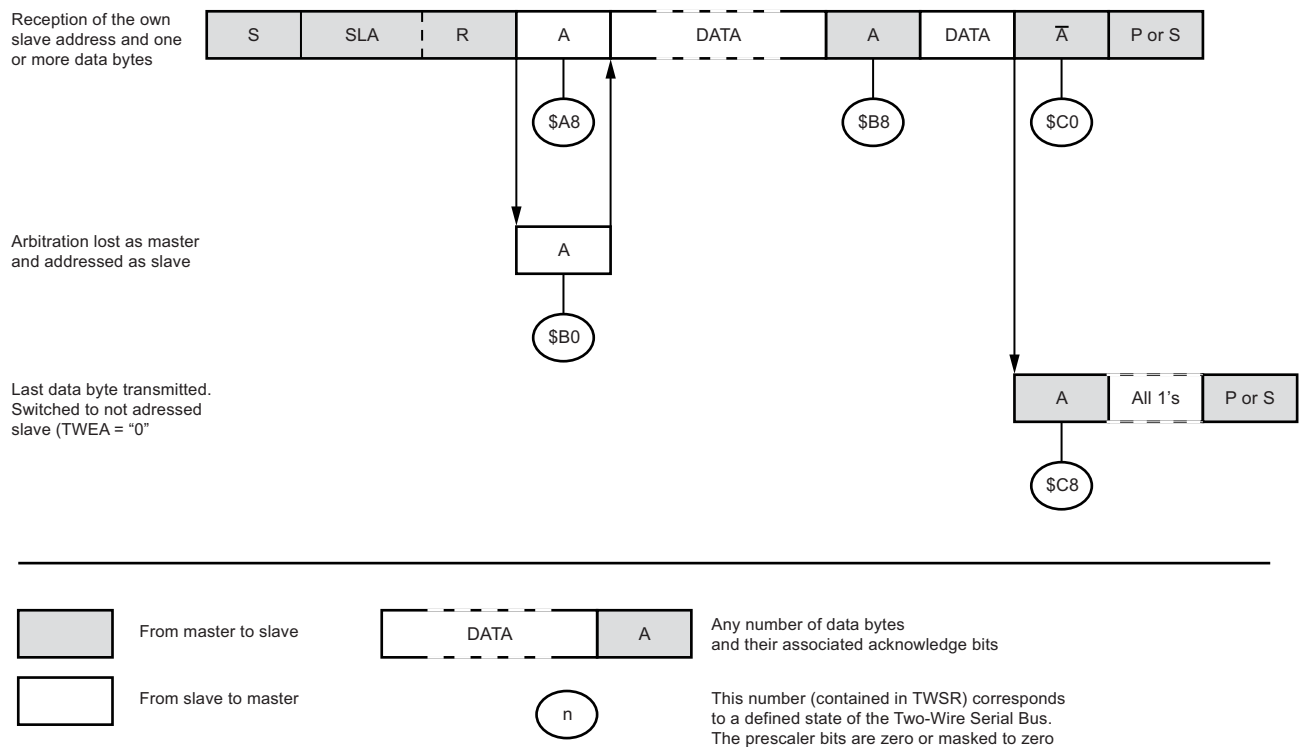 Reception of the own
slave address and one
or more data bytes
S SLA R A DATA A DATA A̅ P or S
$A8 $B8 $C0
Arbitration lost as master
and addressed as slave
A
$B0
Last data byte transmitted.
Switched to not adressed
slave (TWEA = “0”
A All 1's P or S
$C8
From master to slave
DATA A
Any number of data bytes
and their associated acknowledge bits
From slave to master
n
This number (contained in TWSR) corresponds
to a defined state of the Two-Wire Serial Bus.
The prescaler bits are zero or masked to zero